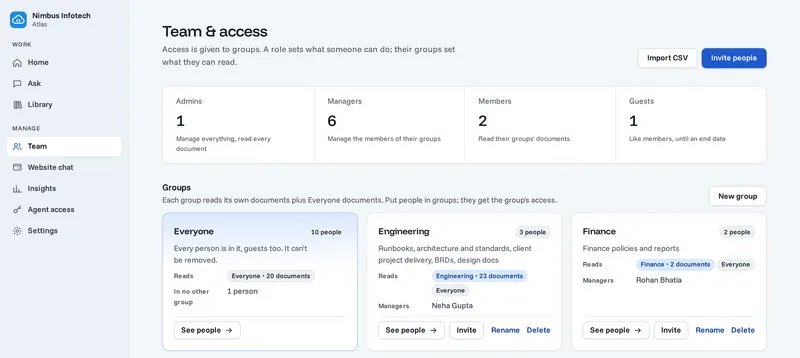 Nimbus Infotech
Atlas
WORK
Home
Ask
Library
MANAGE
Team
Website chat
Insights
Agent access
Settings
Team & access
Access is given to groups. A role sets what someone can do; their groups set
what they can read.
Import CSV
Invite people
Admins
1
Manage everything, read every
document
Managers
6
Manage the members of their groups
Members
2
Read their groups' documents
Guests
1
Like members, until an end date
Groups
Each group reads its own documents plus Everyone documents. Put people in groups; they get the group's access.
New group
Everyone
10 people
Every person is in it, guests too. It can't
be removed.
Reads
Everyone • 20 documents
In no other
group
1 person
See people →
Engineering
3 people
Runbooks, architecture and standards, client
project delivery, BRDs, design docs
Reads
Engineering • 23 documents
Everyone
Managers
Neha Gupta
See people →
Invite
Rename
Delete
Finance
2 people
Finance policies and reports
Reads
Finance • 2 documents
Everyone
Managers
Rohan Bhatia
See people →
Invite
Rename
Delete